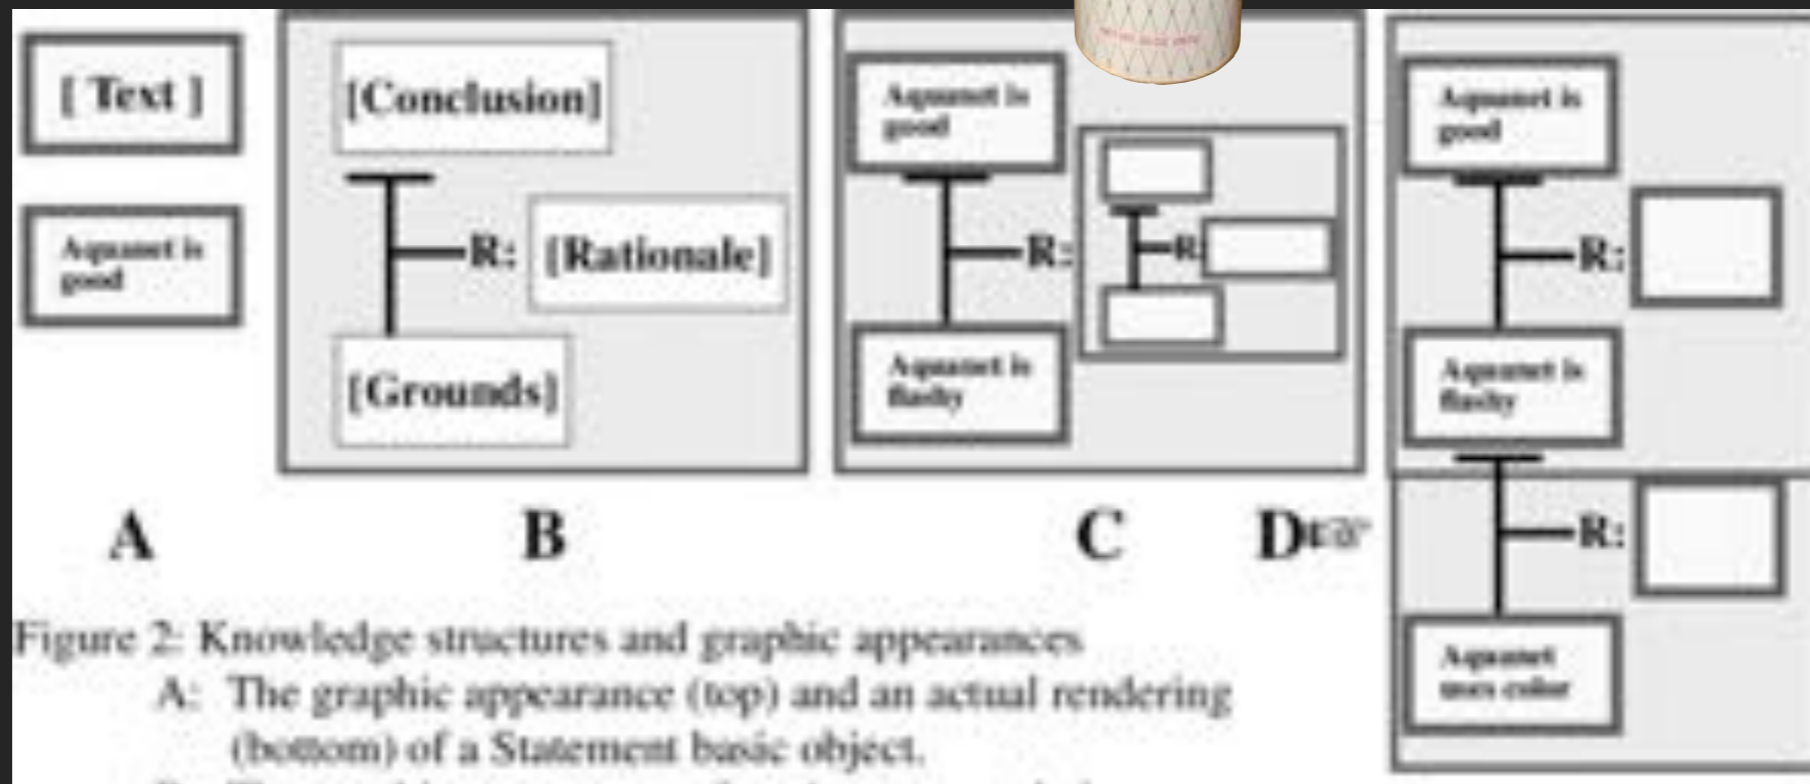 [ Text ]
Aquanet is
good
[Conclusion]
R: [Rationale]
[Grounds]
Aquanet is
good
R:
R:
Aquanet is
flashy
Aquanet is
good
R:
Aquanet is
flashy
R:
Aquanet
uses color
A
B
C
D
Figure 2: Knowledge structures and graphic appearances
A: The graphic appearance (top) and an actual rendering
(bottom) of a Statement basic object.